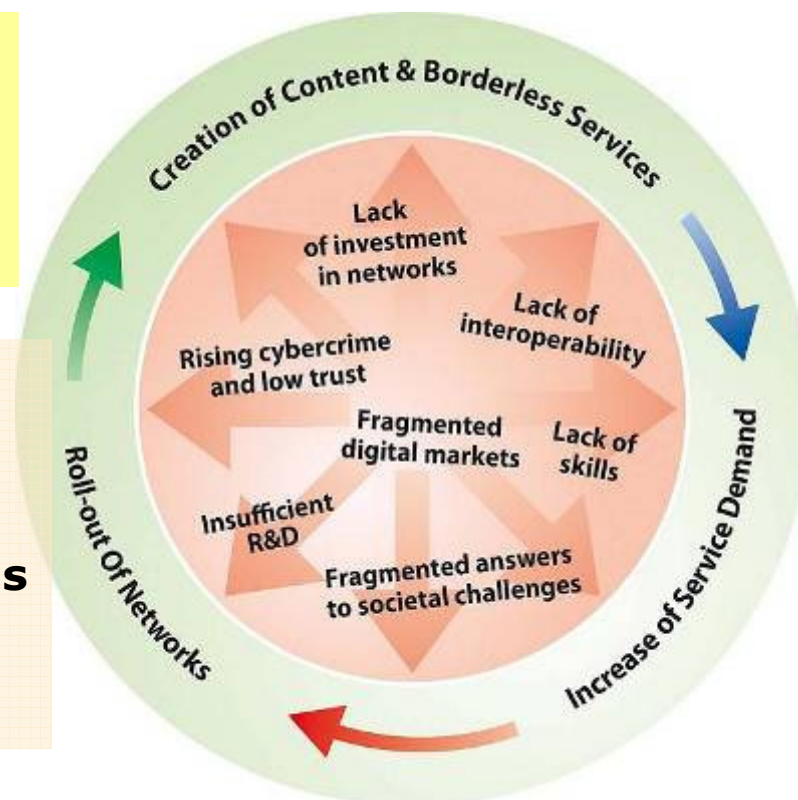 Creation of Content & Borderless Services
Lack
of investment
in networks
Lack of
interoperability
Rising cybercrime
and low trust
Fragmented
digital markets
Lack of
skills
Insufficient
R&D
Fragmented answers
to societal challenges
Roll-out Of Networks
Increase of Service Demand
s